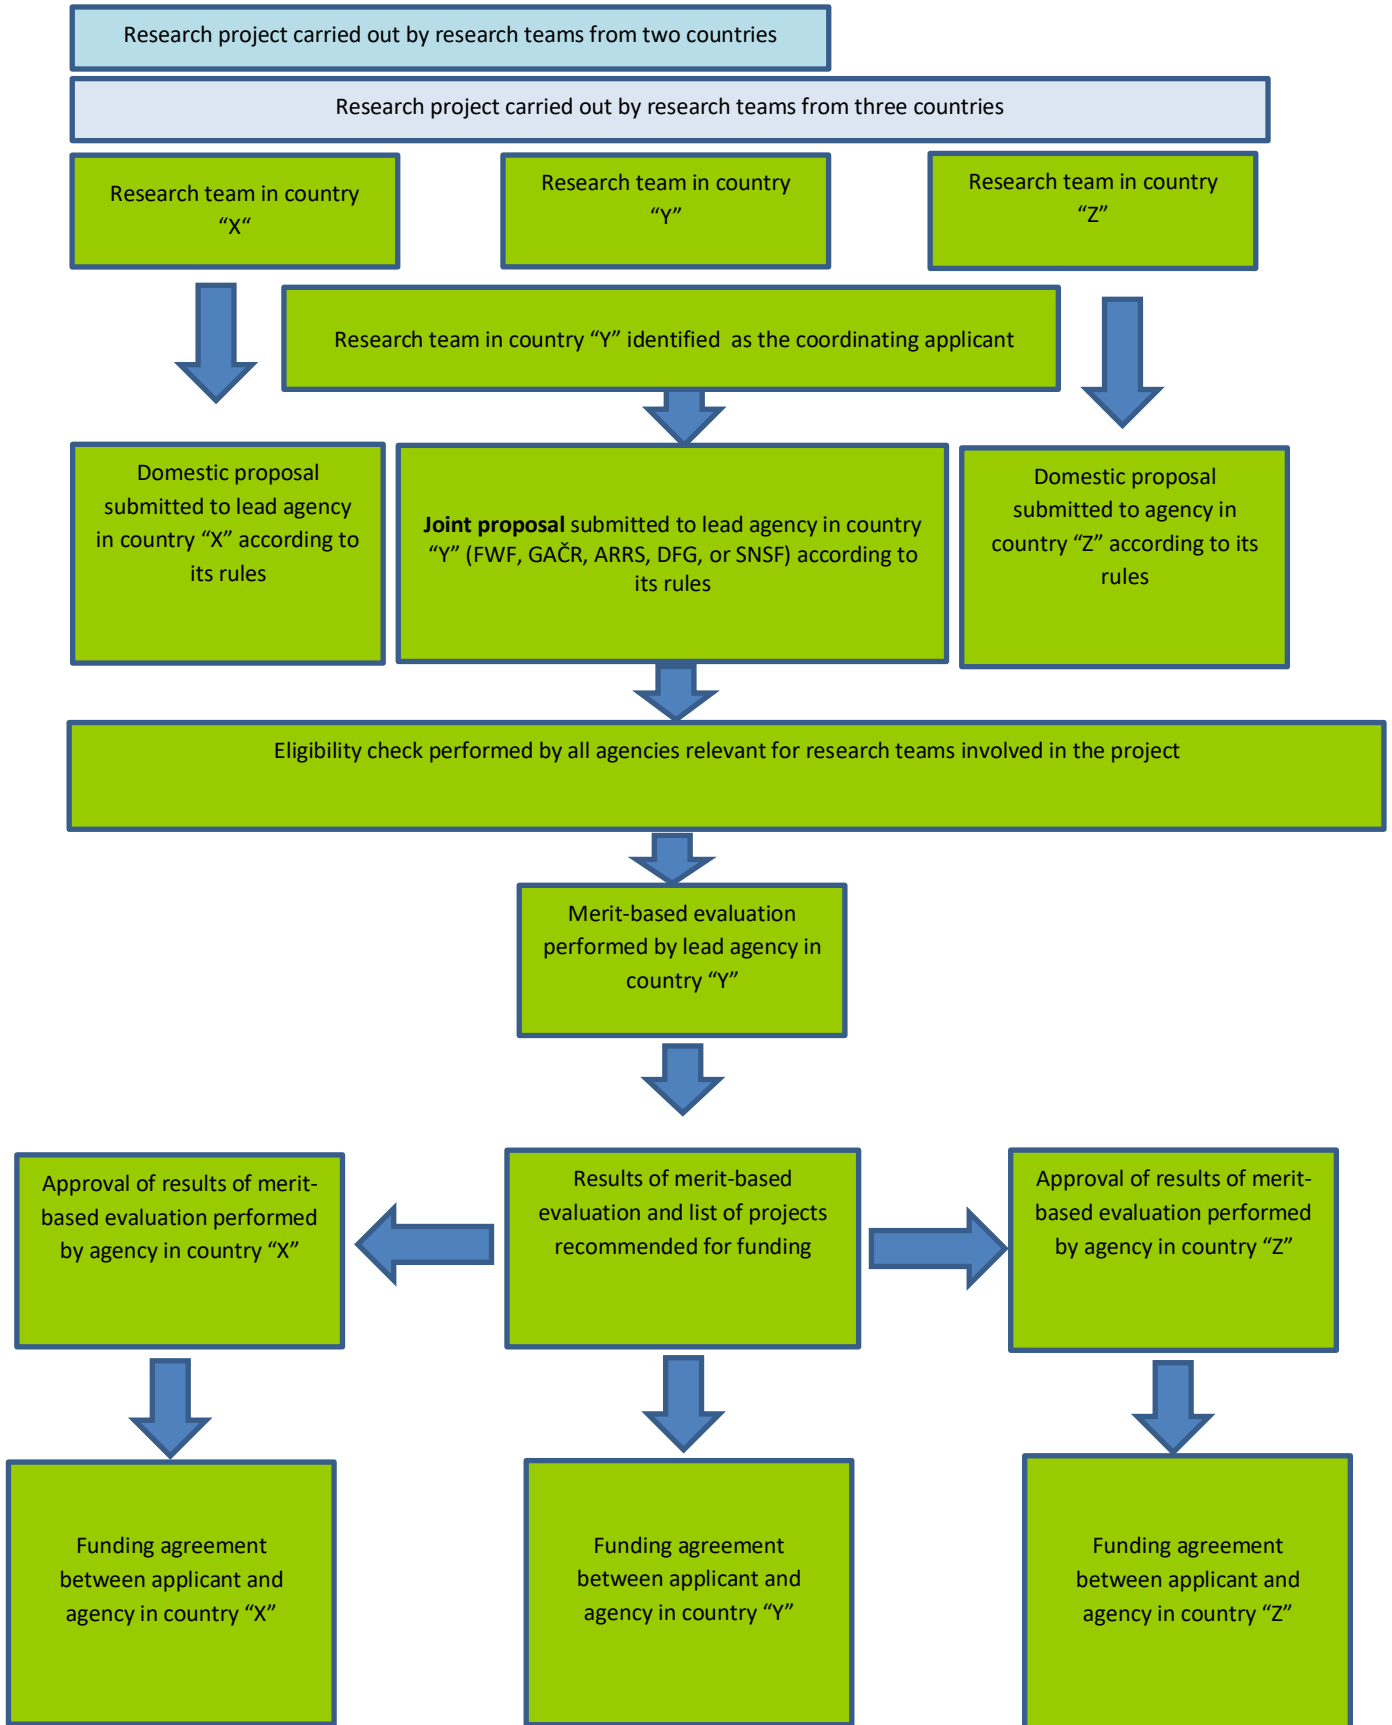 Research project carried out by research teams from two countries
Research project carried out by research teams from three countries
Research team in country
“X“
Research team in country
“Y”
Research team in country
“Z”
Research team in country “Y” identified as the coordinating applicant
Domestic proposal
submitted to lead agency
in country “X” according to
its rules
Joint proposal submitted to lead agency in country
“Y” (FWF, GAČR, ARRS, DFG, or SNSF) according to
its rules
Domestic proposal
submitted to agency in
country “Z” according to its
rules
Eligibility check performed by all agencies relevant for research teams involved in the project
Merit-based evaluation
performed by lead agency in
country “Y”
Approval of results of merit-
based evaluation performed
by agency in country “X”
Results of merit-based
evaluation and list of projects
recommended for funding
Approval of results of merit-
based evaluation performed
by agency in country “Z”
Funding agreement
between applicant and
agency in country “X”
Funding agreement
between applicant and
agency in country “Y”
Funding agreement
between applicant and
agency in country “Z”